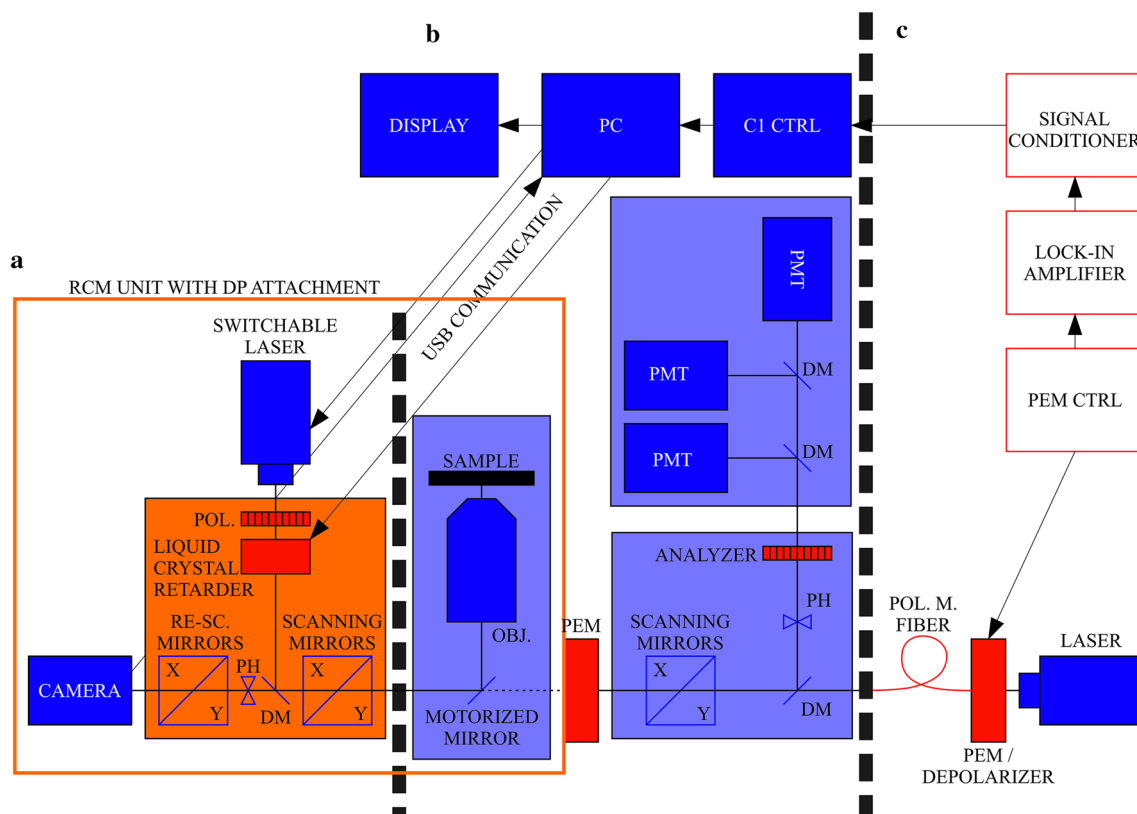 b
c
DISPLAY
PC
C1 CTRL
SIGNAL
CONDITIONER
a
RCM UNIT WITH DP ATTACHMENT
USB COMMUNICATION
PMT
LOCK-IN
AMPLIFIER
SWITCHABLE
LASER
PMT
DM
PEM CTRL
PMT
DM
SAMPLE
POL.
LIQUID
CRYSTAL
RETARDER
ANALYZER
RE-SC.
MIRRORS
SCANNING
MIRRORS
OBJ.
PEM
SCANNING
MIRRORS
PH
POL. M.
FIBER
LASER
CAMERA
X
Y
PH
DM
X
Y
MOTORIZED
MIRROR
X
Y
DM
PEM /
DEPOLARIZER